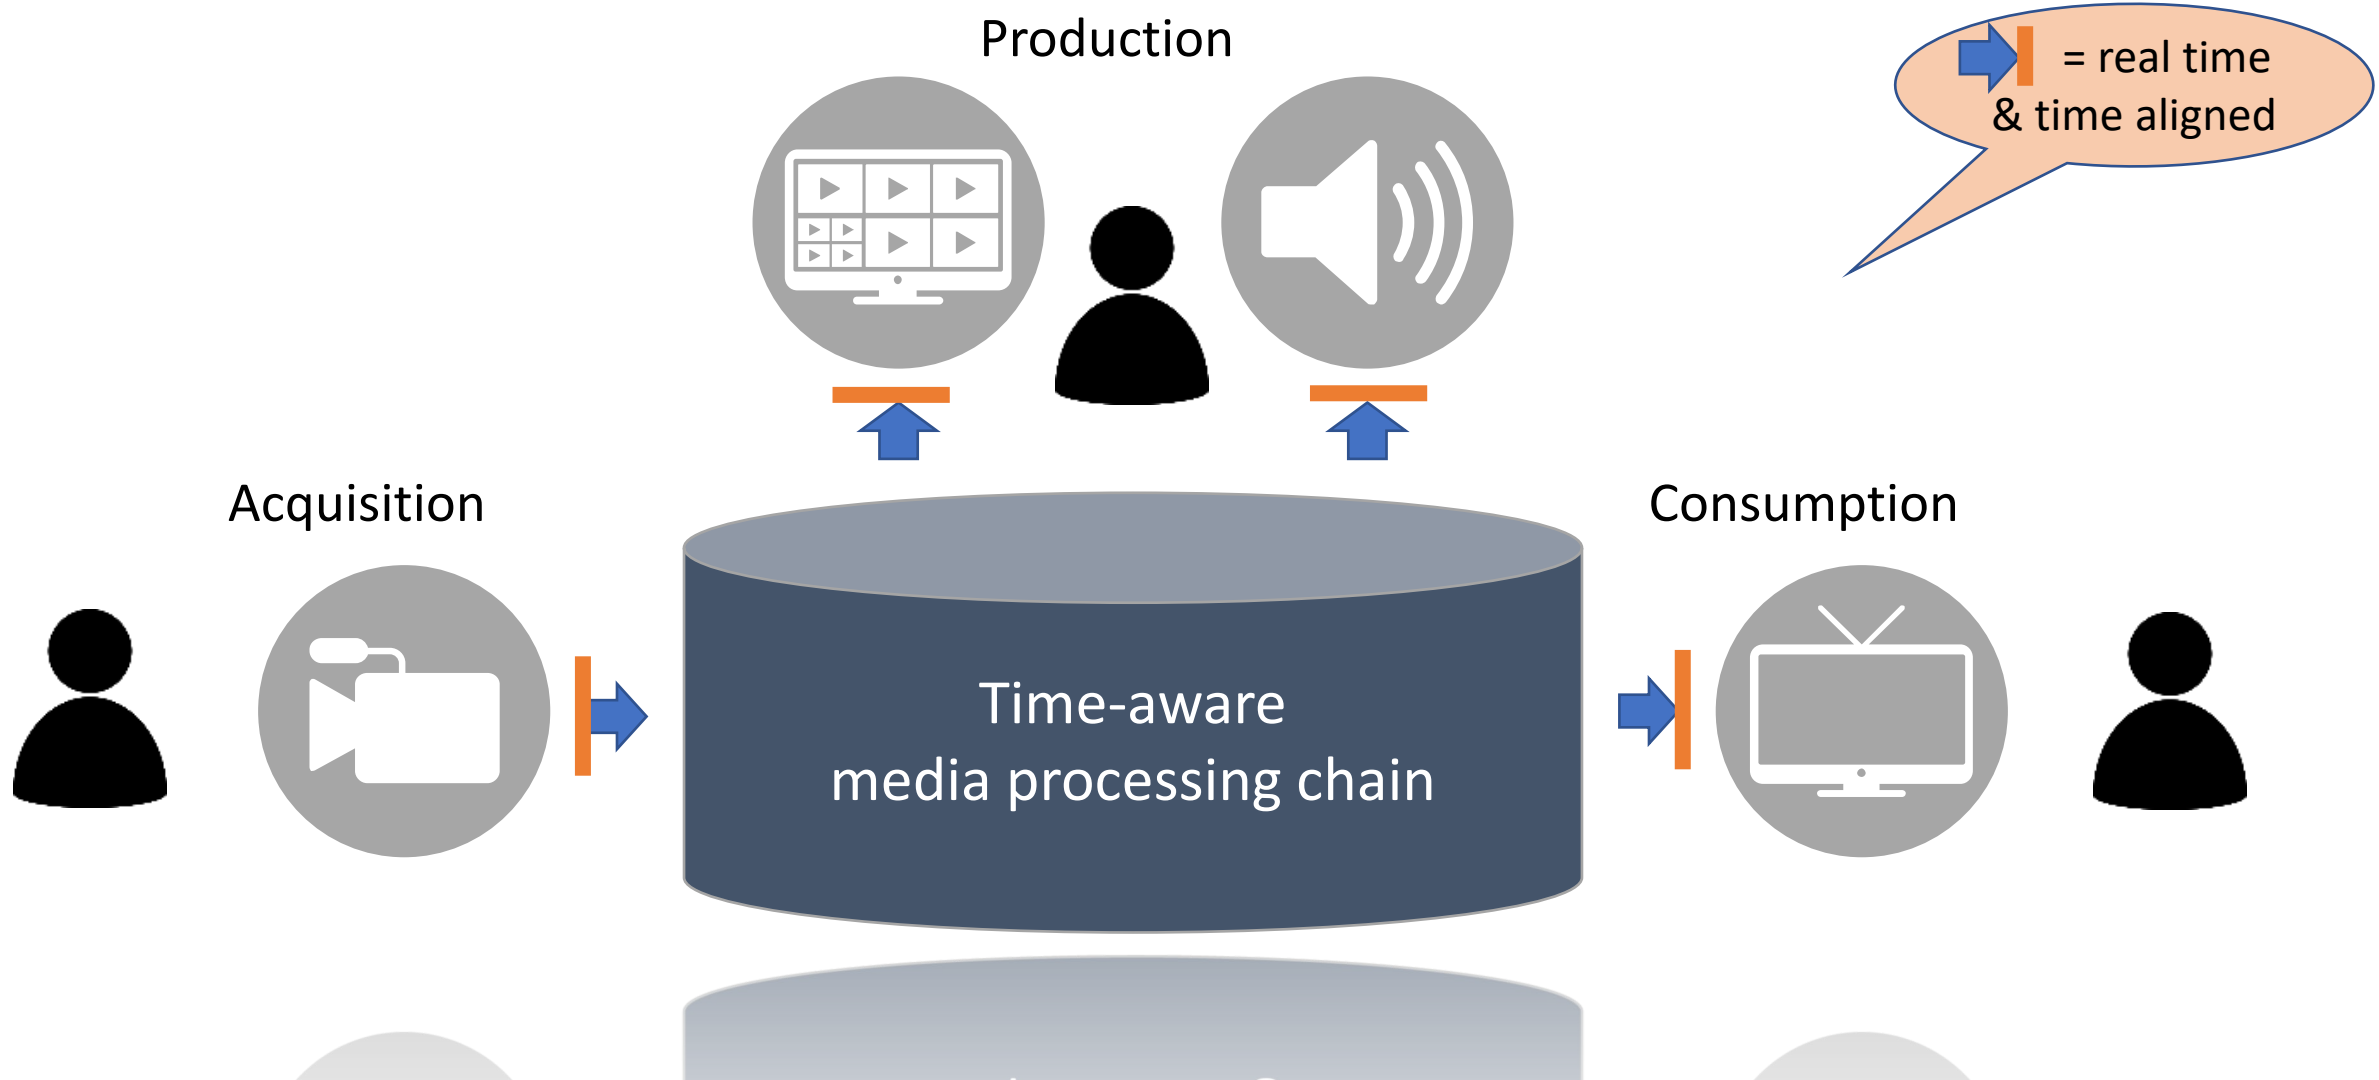 Production
= real time
& time aligned
Acquisition
Consumption
Time-aware
media processing chain